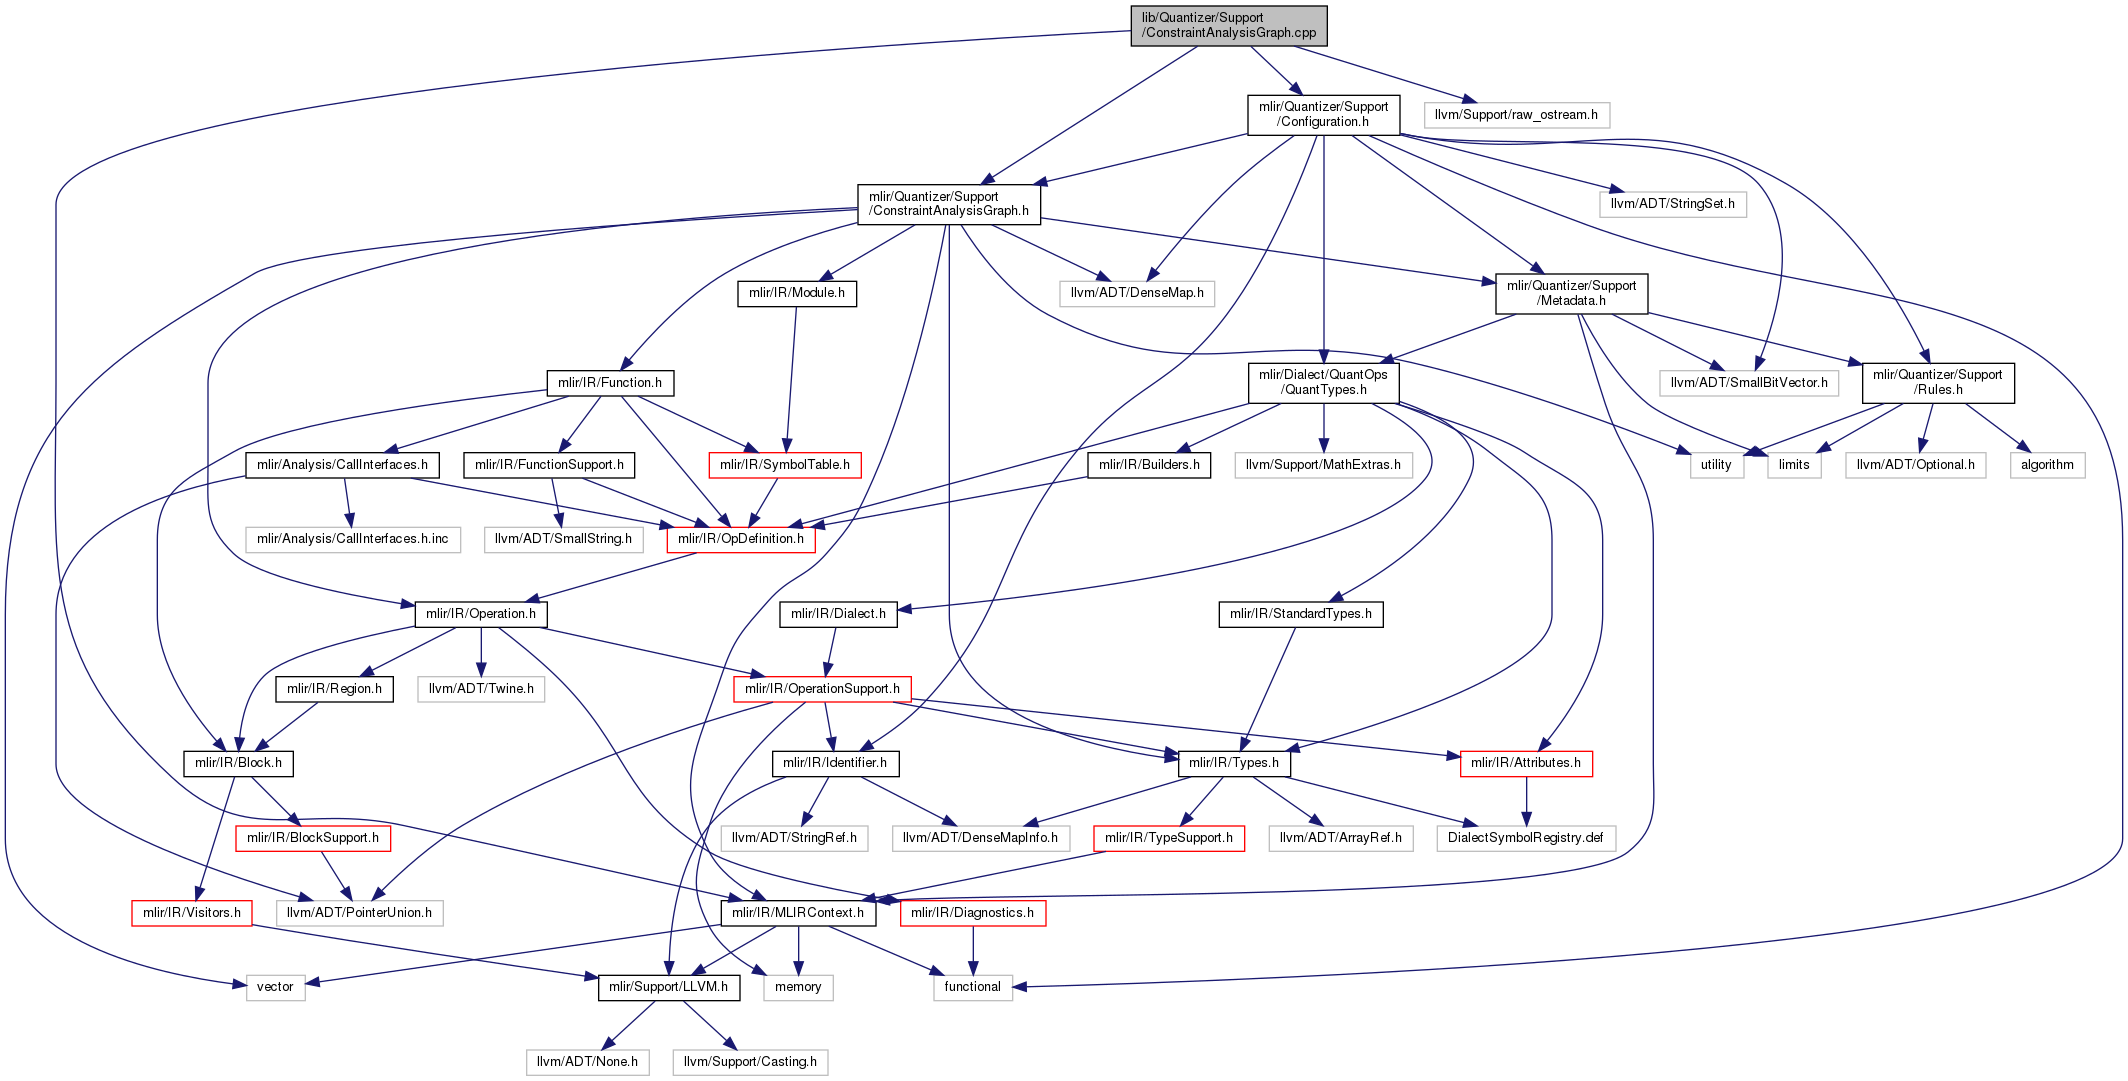 lib/Quantizer/Support
/ConstraintAnalysisGraph.cpp
mlir/Quantizer/Support
/Configuration.h
llvm/Support/raw_ostream.h
mlir/Quantizer/Support
/ConstraintAnalysisGraph.h
llvm/ADT/StringSet.h
mlir/IR/Module.h
llvm/ADT/DenseMap.h
mlir/Quantizer/Support
/Metadata.h
mlir/IR/Function.h
mlir/Dialect/QuantOps
/QuantTypes.h
llvm/ADT/SmallBitVector.h
mlir/Quantizer/Support
/Rules.h
mlir/Analysis/CallInterfaces.h
mlir/IR/FunctionSupport.h
mlir/IR/SymbolTable.h
mlir/IR/Builders.h
llvm/Support/MathExtras.h
utility
limits
llvm/ADT/Optional.h
algorithm
mlir/Analysis/CallInterfaces.h.inc
llvm/ADT/SmallString.h
mlir/IR/OpDefinition.h
mlir/IR/Operation.h
mlir/IR/Dialect.h
mlir/IR/StandardTypes.h
mlir/IR/Region.h
llvm/ADT/Twine.h
mlir/IR/OperationSupport.h
mlir/IR/Block.h
mlir/IR/Identifier.h
mlir/IR/Types.h
mlir/IR/Attributes.h
mlir/IR/BlockSupport.h
llvm/ADT/StringRef.h
llvm/ADT/DenseMapInfo.h
mlir/IR/TypeSupport.h
llvm/ADT/ArrayRef.h
DialectSymbolRegistry.def
mlir/IR/Visitors.h
llvm/ADT/PointerUnion.h
mlir/IR/MLIRContext.h
mlir/IR/Diagnostics.h
vector
mlir/Support/LLVM.h
memory
functional
llvm/ADT/None.h
llvm/Support/Casting.h